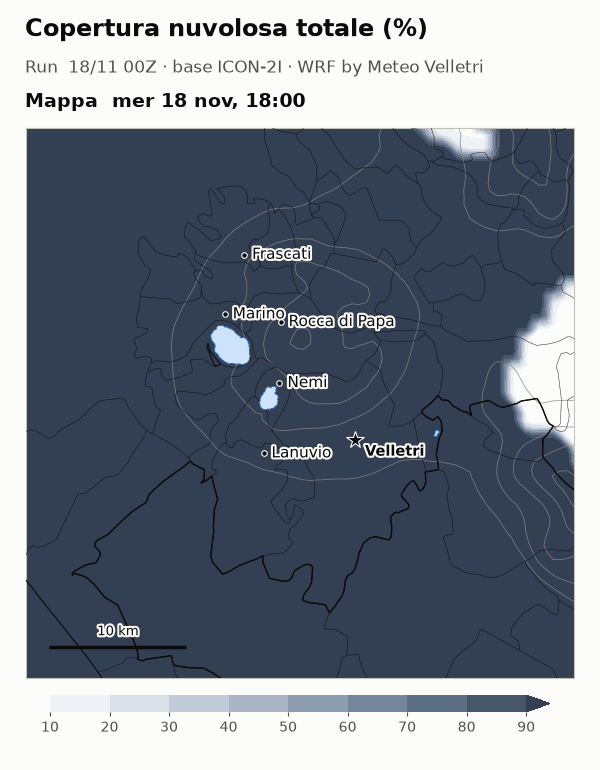 Copertura nuvolosa totale (%)
Run  18/11 00Z · base ICON-2I · WRF by Meteo Velletri
Mappa  mer 18 nov, 18:00
Frascati
Marino
Rocca di Papa
Nemi
Velletri
Lanuvio
10 km
10 20 30 40 50 60 70 80 90